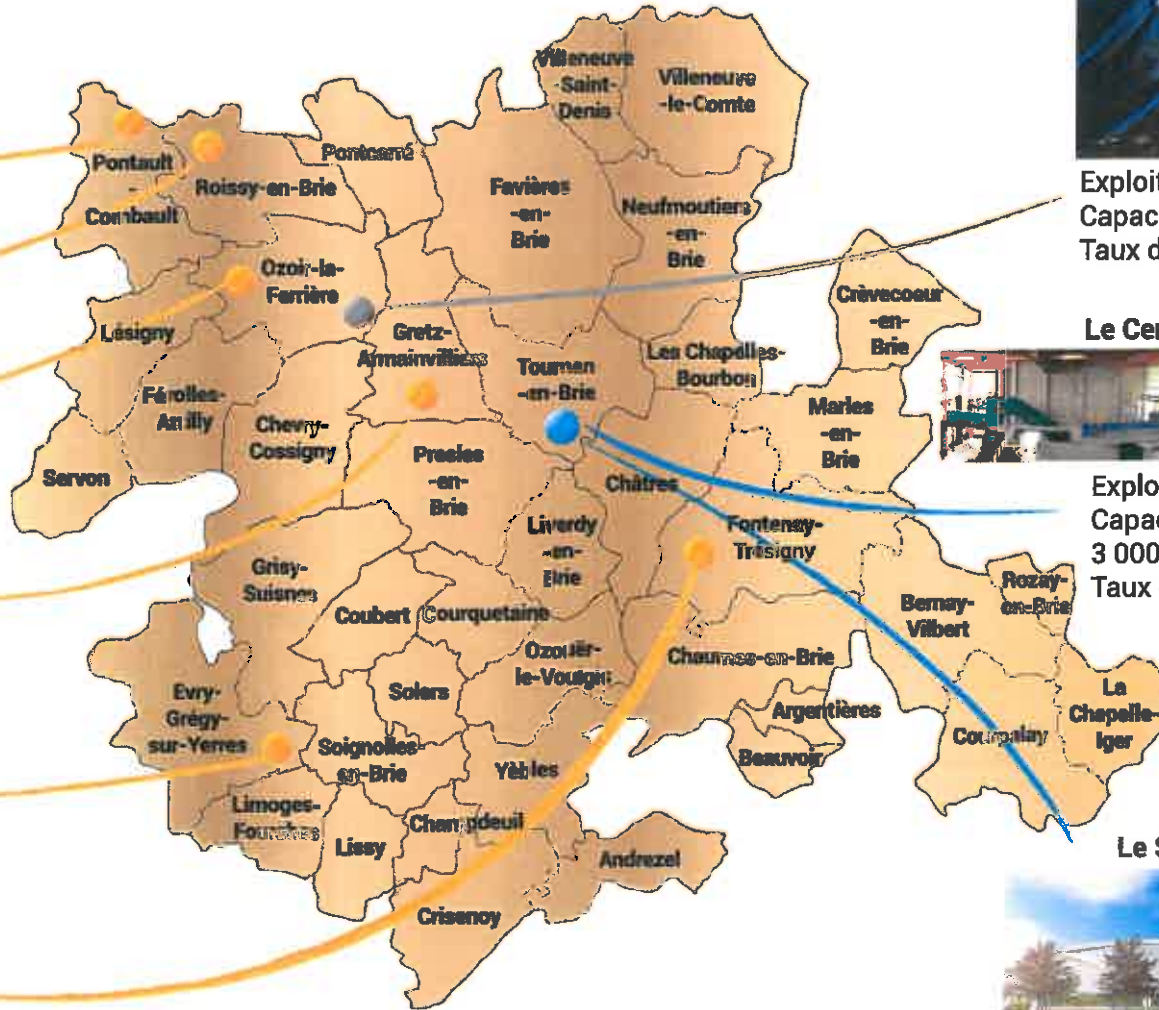 Villeneuve
-Saint-
Denis
Villeneuve
-le-Comte
Pontault
-
Combault
Roissy-en-Brie
Pontcarré
Favières
-en-
Brie
Neufmoutiers
-en-
Brie
Exploit
Capac
Taux d
Ozoir-la-
Ferrière
Crèvecoeur
-en-
Brie
Lésigny
Gretz-
Armainvilliers
Tournan
-en-Brie
Les Chapelles-
Bourbon
Le Cen
Férolles-
Attilly
Chevry-
Cossigny
Marles
-en-
Brie
Servon
Presles
-en-
Brie
Châtres
Liverdy
-en-
Brie
Fontenay-
Trésigny
Explo
Capac
3 000
Taux
Grisy-
Suisnes
Coubert
Courquetaine
Bernay-
Vilbert
Rozay-
en-Brie
Ozouër-
le-Voulgis
Chaumes-en-Brie
Evry-
Grégy-
sur-Yerres
Solers
Argentières
La
Chapelle-
Iger
Soignolles-
en-Brie
Yèbles
Beauvoir
Courpalay
Limoges-
Fourches
Lissy
Champdeuil
Andrezel
Le S
Crisenoy